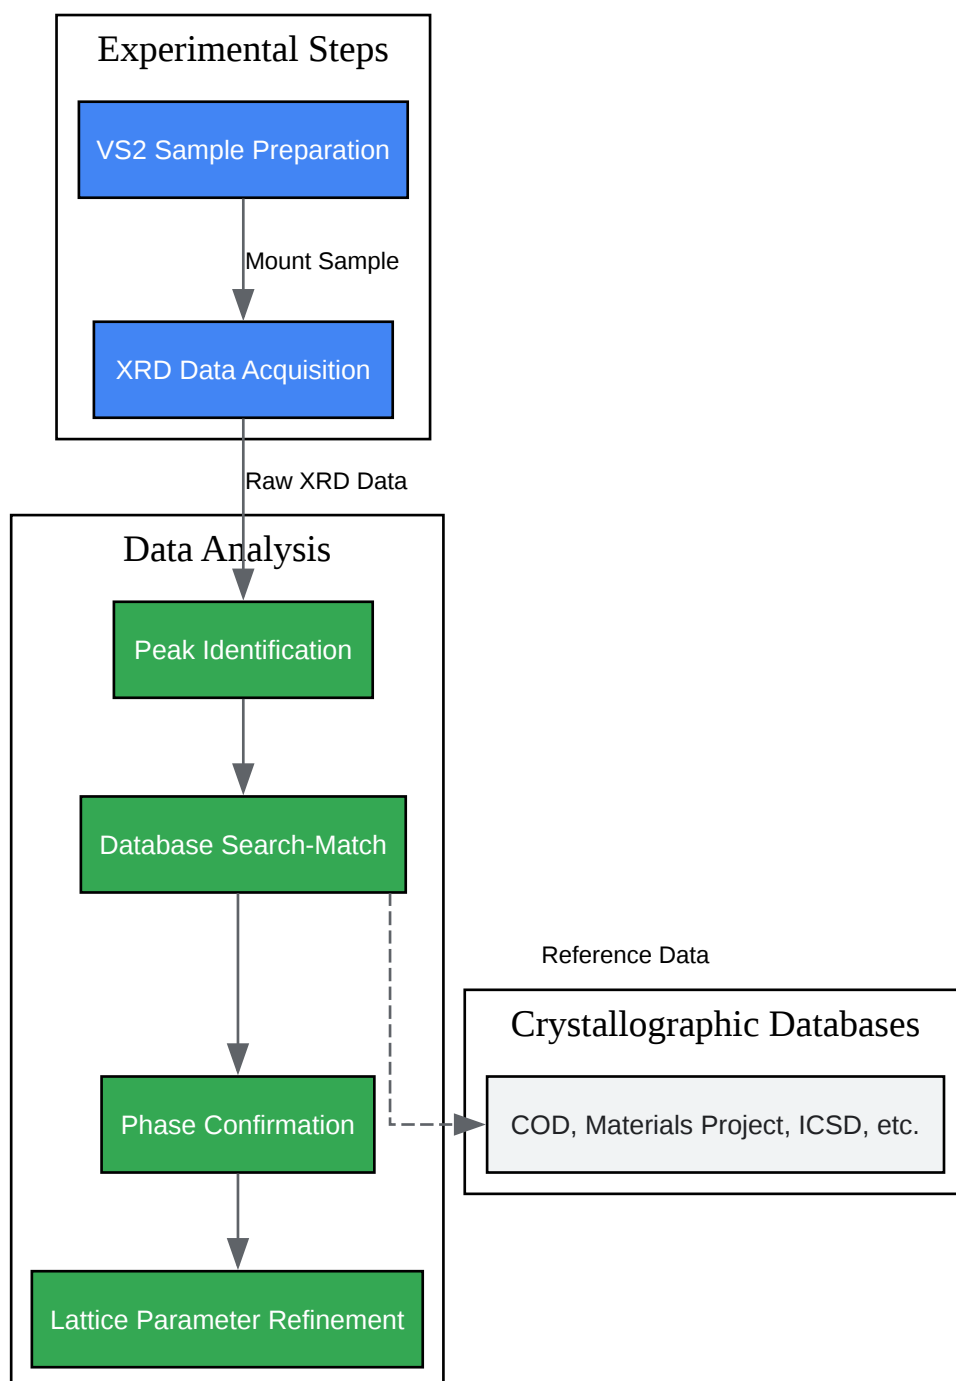 Experimental Steps
VS2 Sample Preparation
Mount Sample
XRD Data Acquisition
Raw XRD Data
Data Analysis
Peak Identification
Database Search-Match
Reference Data
Crystallographic Databases
COD, Materials Project, ICSD, etc.
Phase Confirmation
Lattice Parameter Refinement